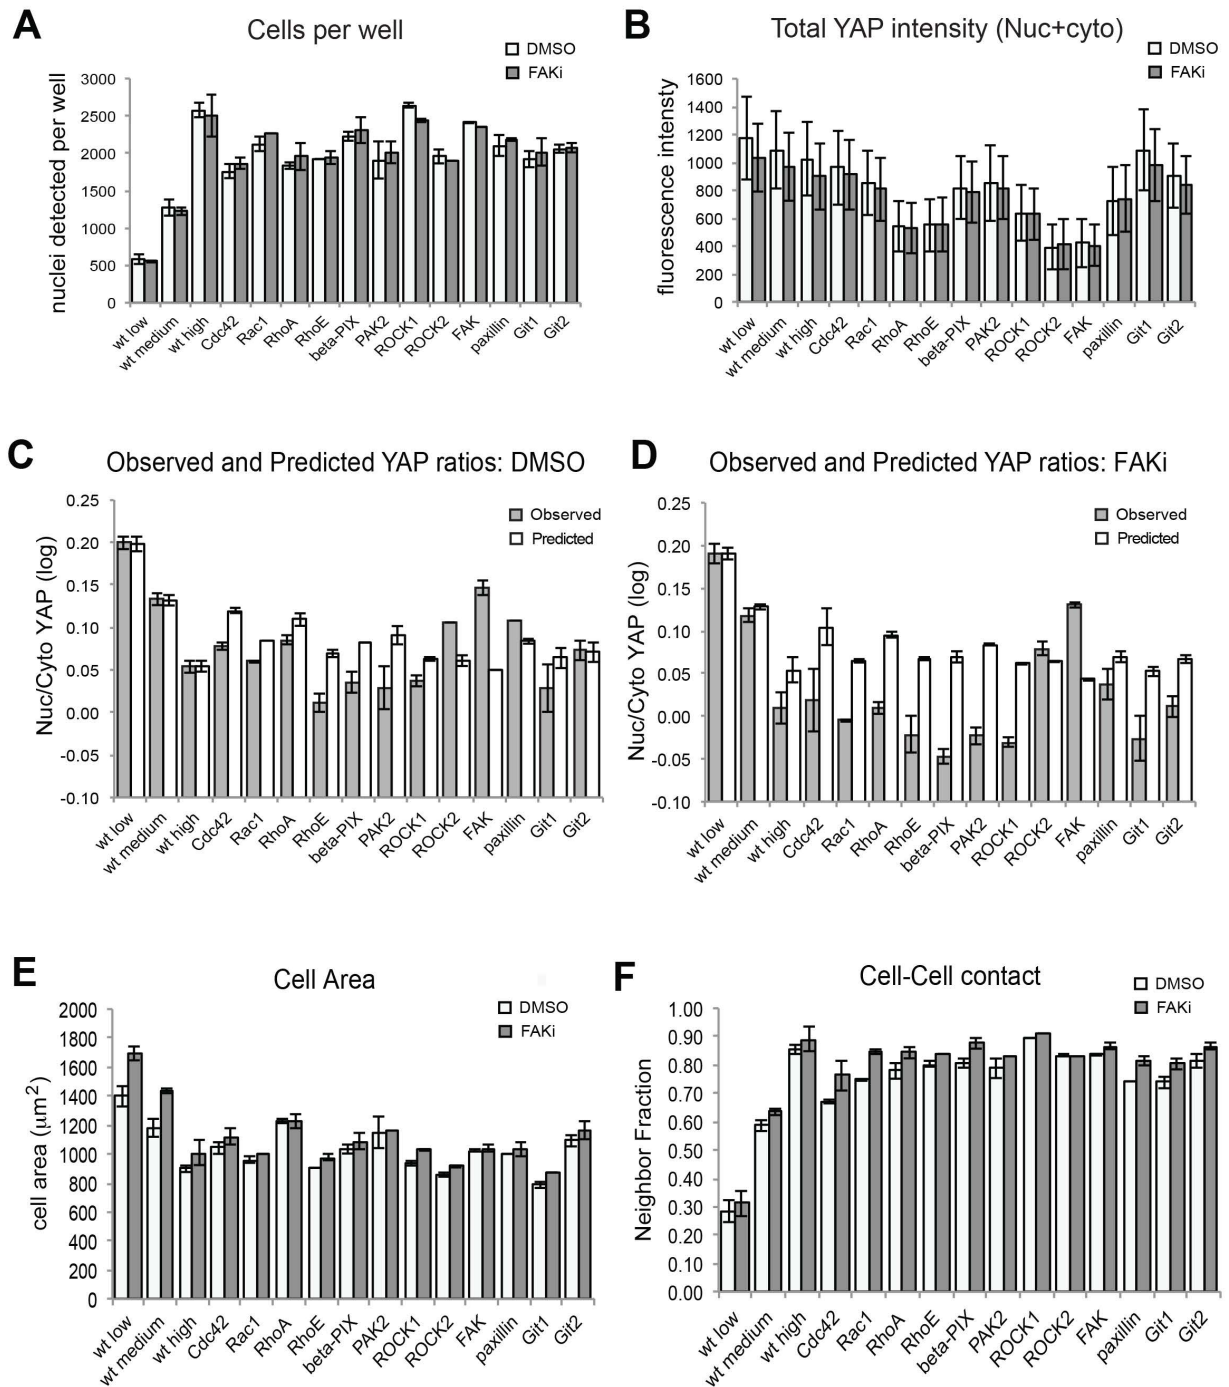 A
Cells per well
DMSO
FAKi
nuclei detected per well
3000
2500
2000
1500
1000
500
0
wt low
wt medium
wt high
Cdc42
Rac1
RhoA
RhoE
beta-PIX
PAK2
ROCK1
ROCK2
FAK
paxillin
Git1
Git2
B
Total YAP intensity (Nuc+cyto)
DMSO
FAKi
fluorescence intensty
1600
1400
1200
1000
800
600
400
200
0
wt low
wt medium
wt high
Cdc42
Rac1
RhoA
RhoE
beta-PIX
PAK2
ROCK1
ROCK2
FAK
paxillin
Git1
Git2
C
Observed and Predicted YAP ratios: DMSO
Observed
Predicted
Nuc/Cyto YAP (log)
0.25
0.20
0.15
0.10
0.05
0.00
-0.05
-0.10
wt low
wt medium
wt high
Cdc42
Rac1
RhoA
RhoE
beta-PIX
PAK2
ROCK1
ROCK2
FAK
paxillin
Git1
Git2
D
Observed and Predicted YAP ratios: FAKi
Observed
Predicted
Nuc/Cyto YAP (log)
0.25
0.20
0.15
0.10
0.05
0.00
-0.05
-0.10
wt low
wt medium
wt high
Cdc42
Rac1
RhoA
RhoE
beta-PIX
PAK2
ROCK1
ROCK2
FAK
paxillin
Git1
Git2
E
Cell Area
DMSO
FAKi
cell area (μm²)
2000
1800
1600
1400
1200
1000
800
600
400
200
0
wt low
wt medium
wt high
Cdc42
Rac1
RhoA
RhoE
beta-PIX
PAK2
ROCK1
ROCK2
FAK
paxillin
Git1
Git2
F
Cell-Cell contact
DMSO
FAKi
Neighbor Fraction
1.00
0.90
0.80
0.70
0.60
0.50
0.40
0.30
0.20
0.10
0.00
wt low
wt medium
wt high
Cdc42
Rac1
RhoA
RhoE
beta-PIX
PAK2
ROCK1
ROCK2
FAK
paxillin
Git1
Git2